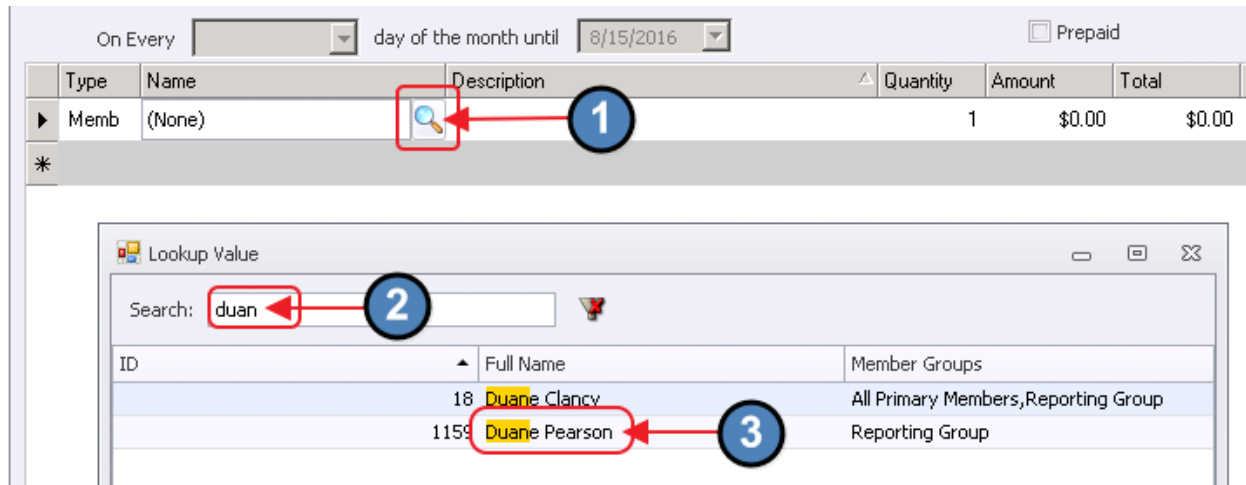 On Every day of the month until 8/15/2016 Prepaid
Type Name Description Quantity Amount Total
Memb (None) 1 $0.00 $0.00
1
Lookup Value
Search: duan
2
ID Full Name Member Groups
18 Duane Clancy All Primary Members,Reporting Group
1159 Duane Pearson Reporting Group
3